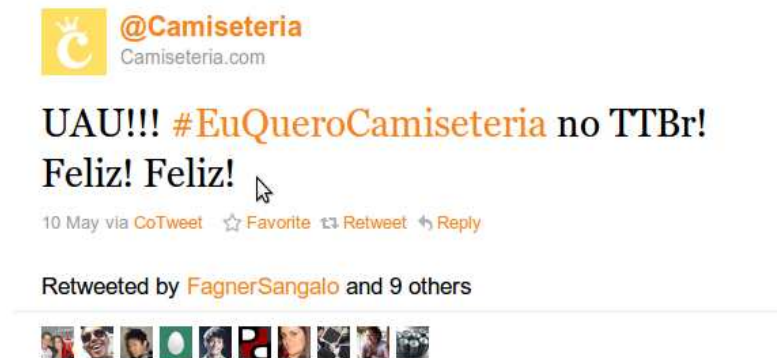 @Camiseteria
Camiseteria.com
UAU!!! #EuQueroCamiseteria no TTBr!
Feliz! Feliz!
10 May via CoTweet Favorite Retweet Reply
Retweeted by FagnerSangalo and 9 others